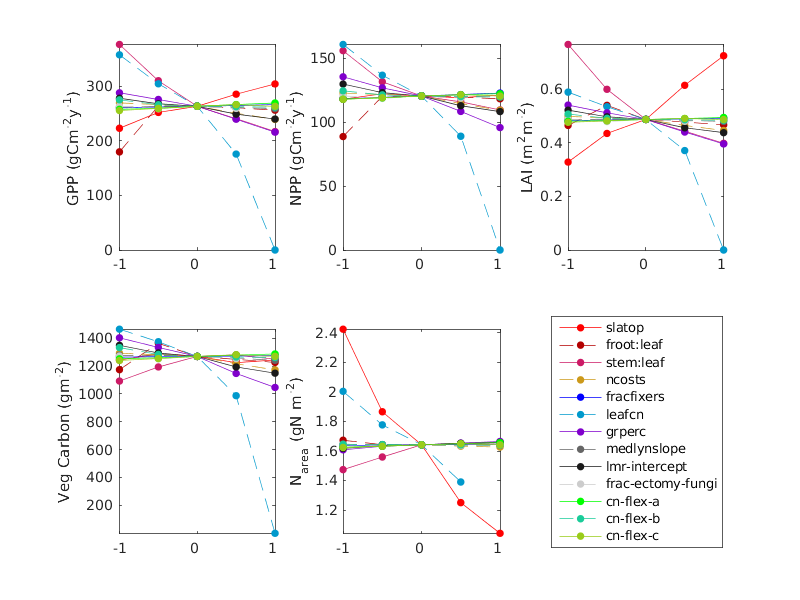 300
200
100
0
-1 0 1
GPP (gCm⁻²y⁻¹)
150
100
50
0
-1 0 1
NPP (gCm⁻²y⁻¹)
0.6
0.4
0.2
0
-1 0 1
LAI (m²m⁻²)
1400
1200
1000
800
600
400
200
-1 0 1
Veg Carbon (gm⁻²)
2.4
2.2
2
1.8
1.6
1.4
1.2
-1 0 1
N_area (gN m⁻²)
slatop
froot:leaf
stem:leaf
ncosts
fracfixers
leafcn
grperc
medlynslope
lmr-intercept
frac-ectomy-fungi
cn-flex-a
cn-flex-b
cn-flex-c